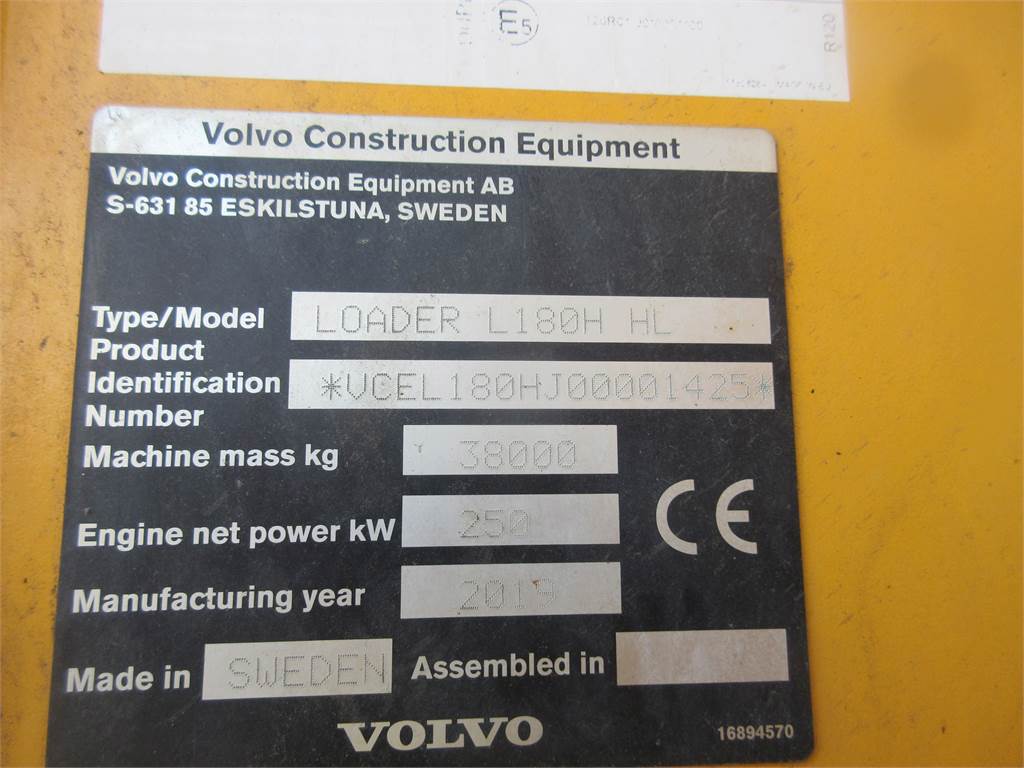 E5
R120
Volvo Construction Equipment
Volvo Construction Equipment AB
S-631 85 ESKILSTUNA, SWEDEN
Type/Model LOADER L180H HL
Product
Identification *VCEL180HJ00001425*
Number
Machine mass kg 38000
Engine net power kW 250
CE
Manufacturing year 2019
Made in SWEDEN Assembled in
VOLVO 16894570